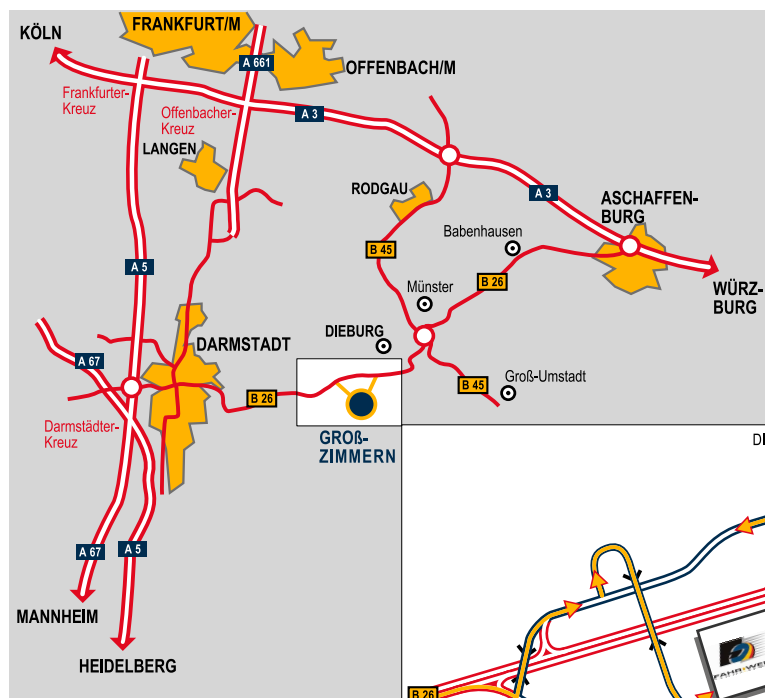 FRANKFURT/M
KÖLN
A 661
OFFENBACH/M
Frankfurter-
Kreuz
Offenbacher-
Kreuz
A 3
LANGEN
RODGAU
A 3
ASCHAFFEN-
BURG
Babenhausen
B 45
A 5
B 26
Münster
WÜRZ-
BURG
DIEBURG
DARMSTADT
A 67
B 45
Groß-Umstadt
B 26
Darmstädter-
Kreuz
GROß-
ZIMMERN
A 67
A 5
MANNHEIM
HEIDELBERG
B 26